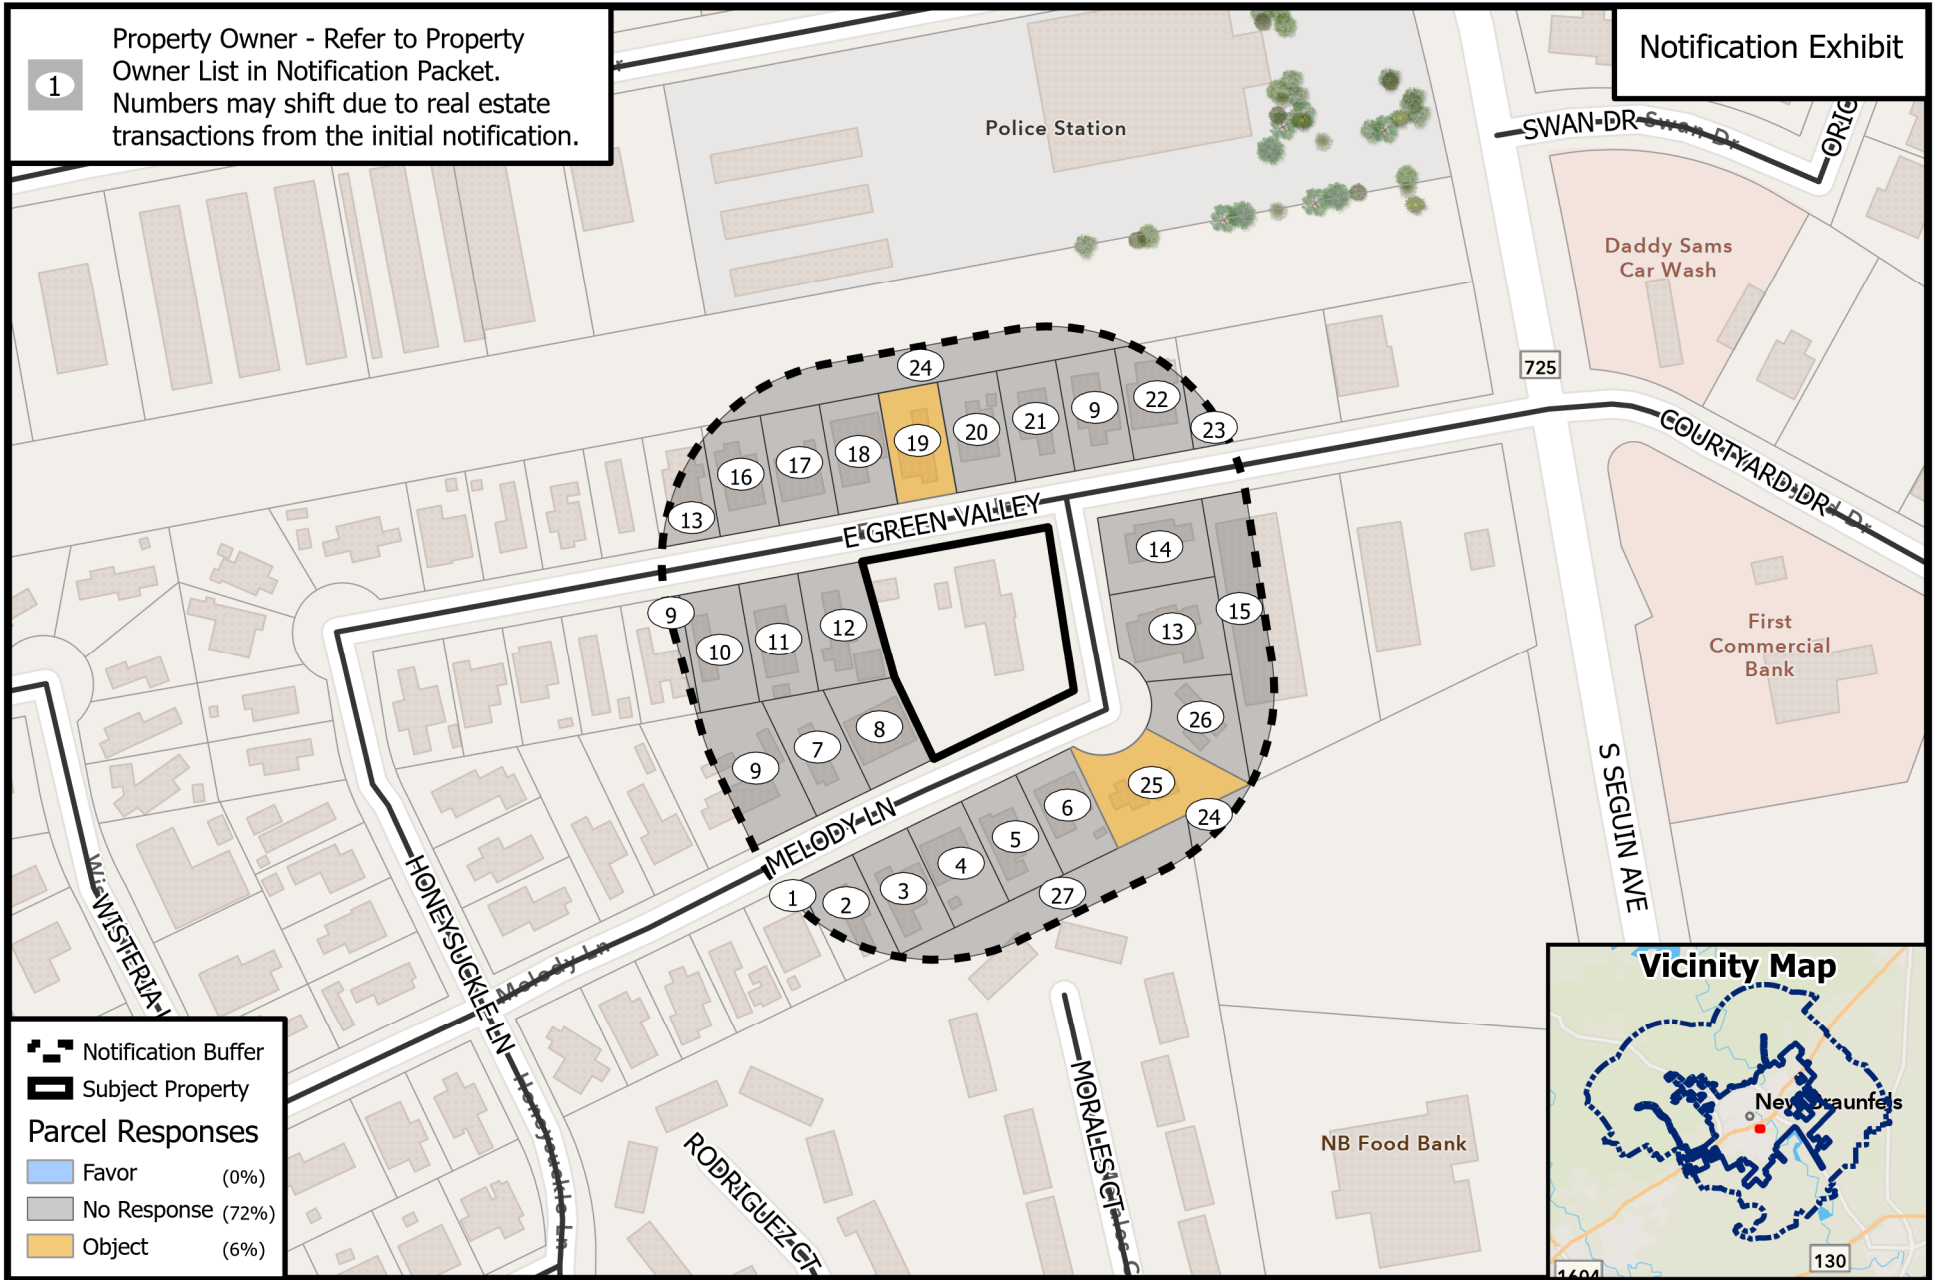 1
Property Owner - Refer to Property
Owner List in Notification Packet.
Numbers may shift due to real estate
transactions from the initial notification.
Notification Exhibit
Police Station
SWAN DR
Swan Dr
Daddy Sams
Car Wash
725
COURTYARD DR
First
Commercial
Bank
S SEGUIN AVE
24
16
17
18
19
20
21
9
22
23
13
E GREEN VALLEY
14
15
13
26
9
10
11
12
9
7
8
25
24
6
5
4
3
2
1
27
MELODY LN
Melody Ln
HONEYSUCKLE LN
Honeysuckle Ln
WISTERIA
MORALES CT
RODRIGUEZ CT
NB Food Bank
Notification Buffer
Subject Property
Parcel Responses
Favor (0%)
No Response (72%)
Object (6%)
Vicinity Map
New Braunfels
130
1604